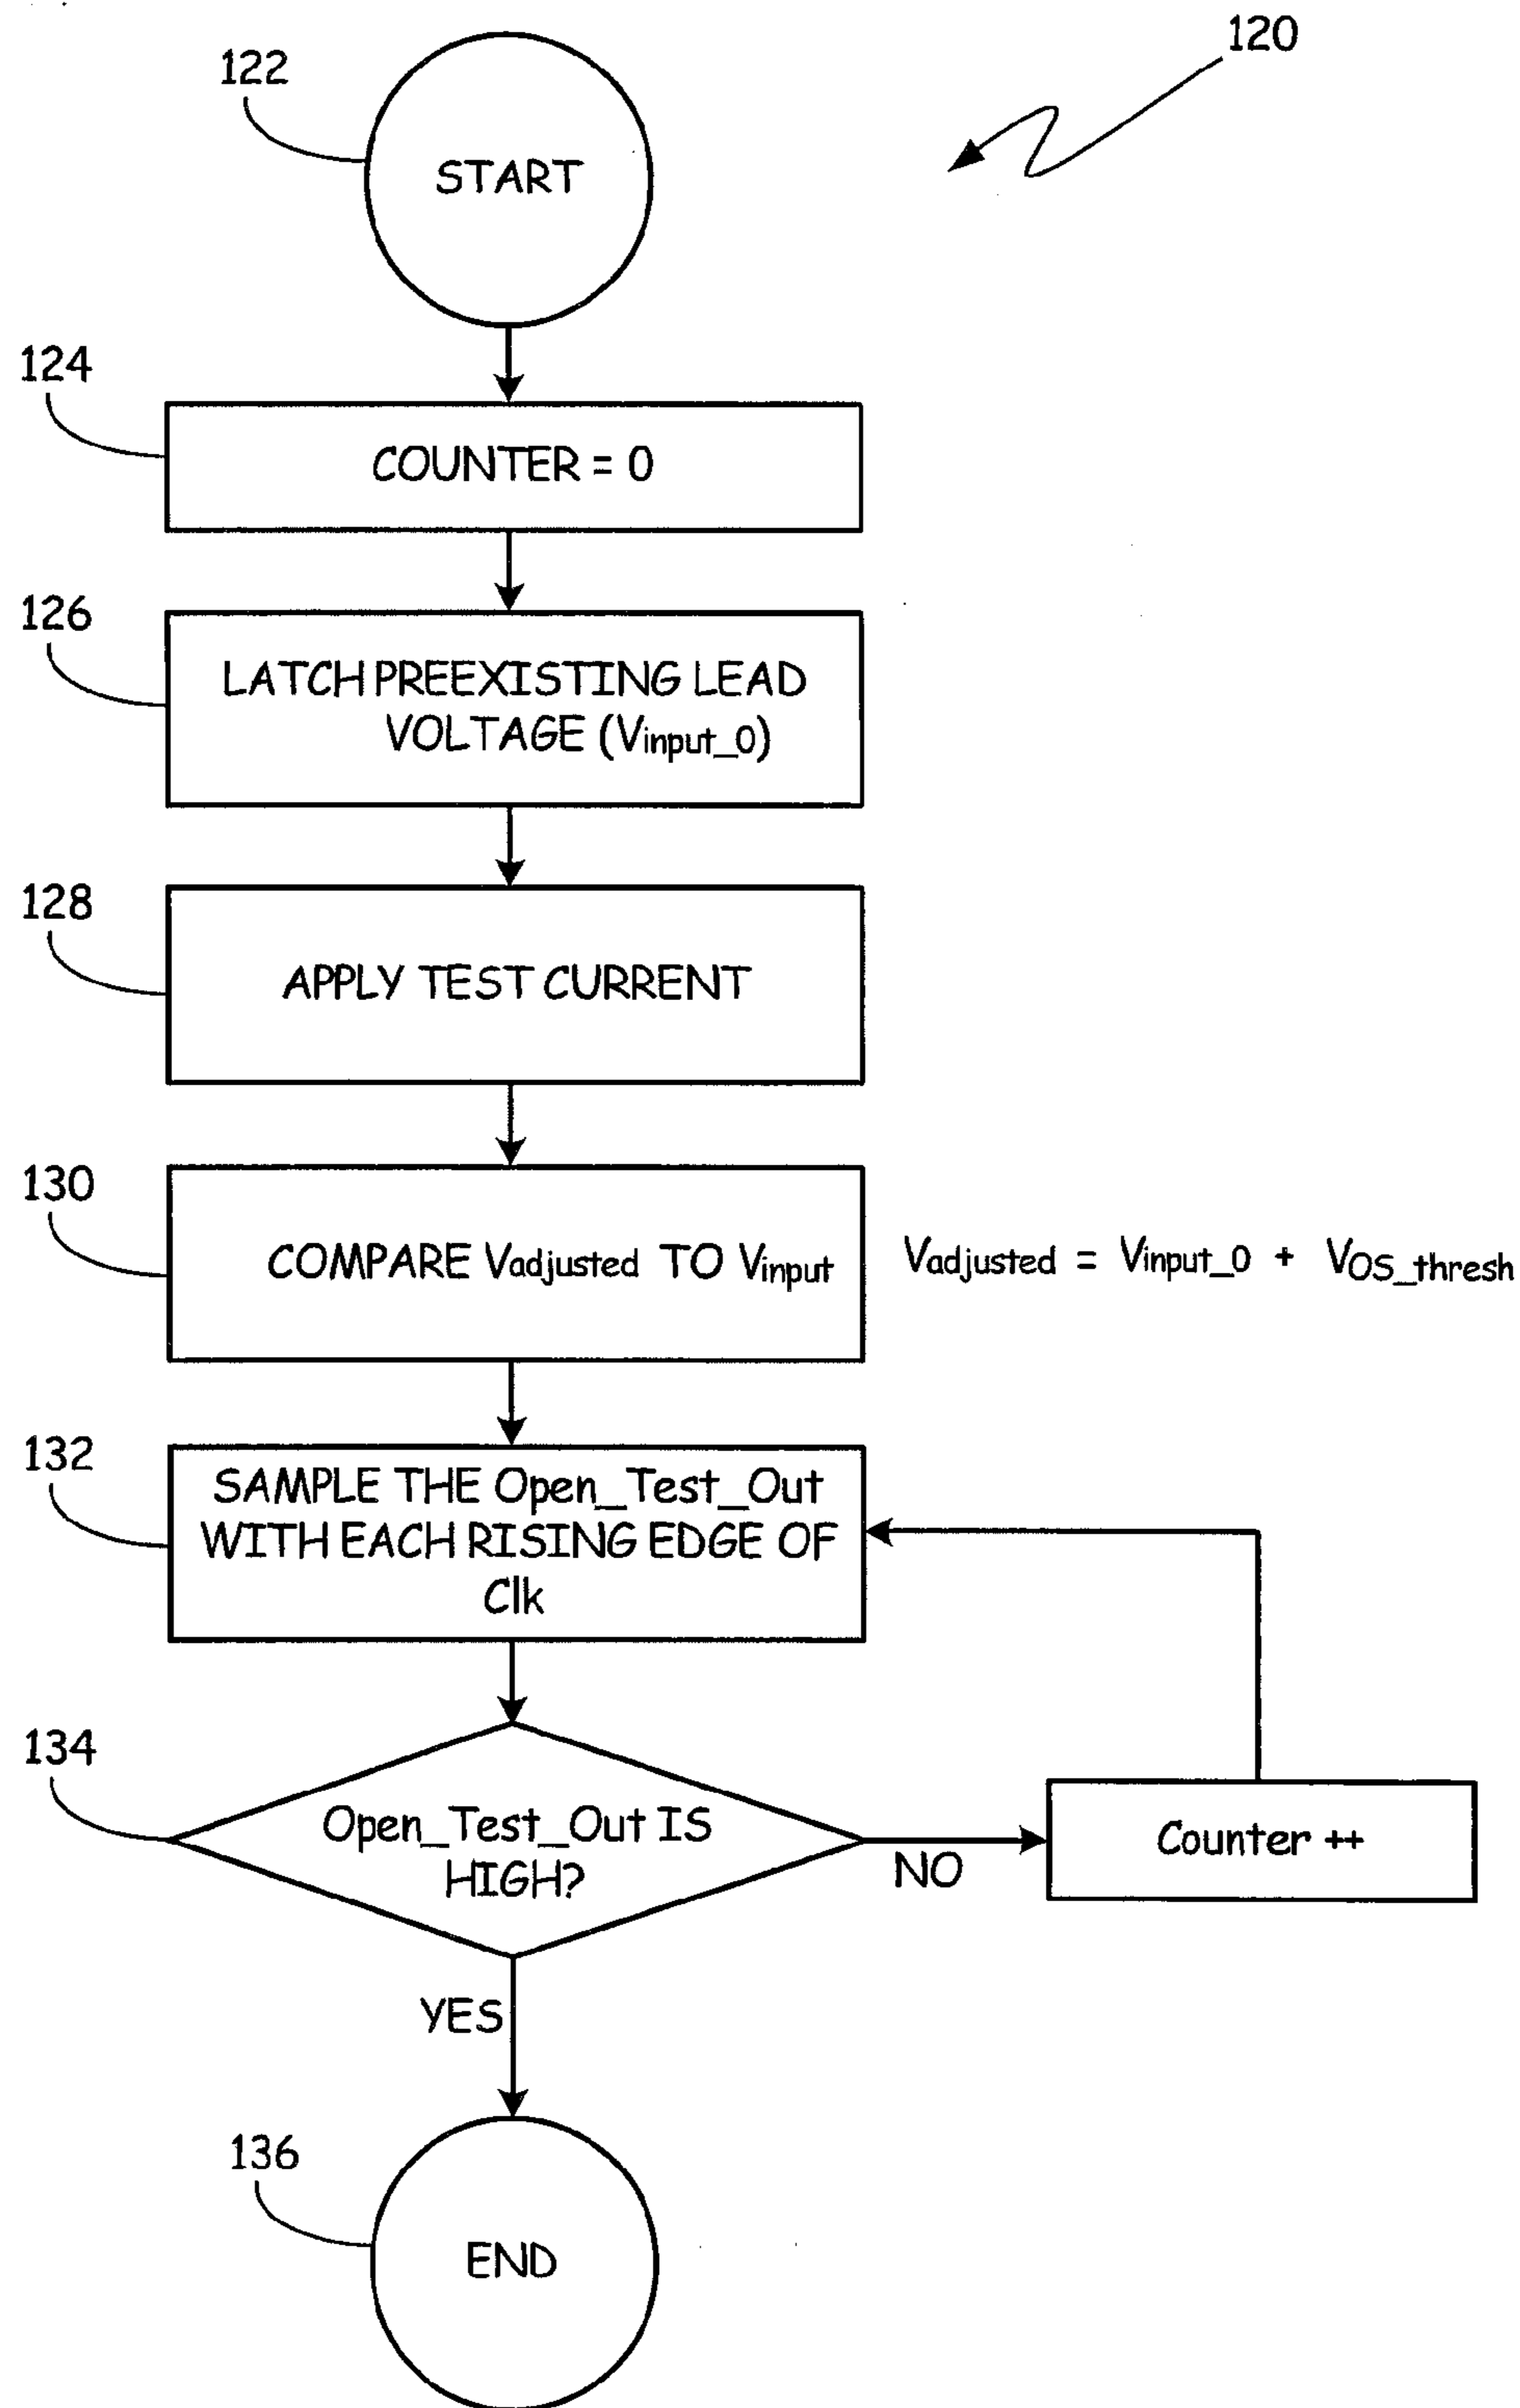 120
122
START
124
COUNTER = 0
126
LATCH PREEXISTING LEAD
VOLTAGE (Vinput_0)
128
APPLY TEST CURRENT
130
COMPARE Vadjusted TO Vinput
Vadjusted = Vinput_0 + VOS_thresh
132
SAMPLE THE Open_Test_Out
WITH EACH RISING EDGE OF
Clk
134
Open_Test_Out IS
HIGH?
NO
Counter ++
YES
136
END